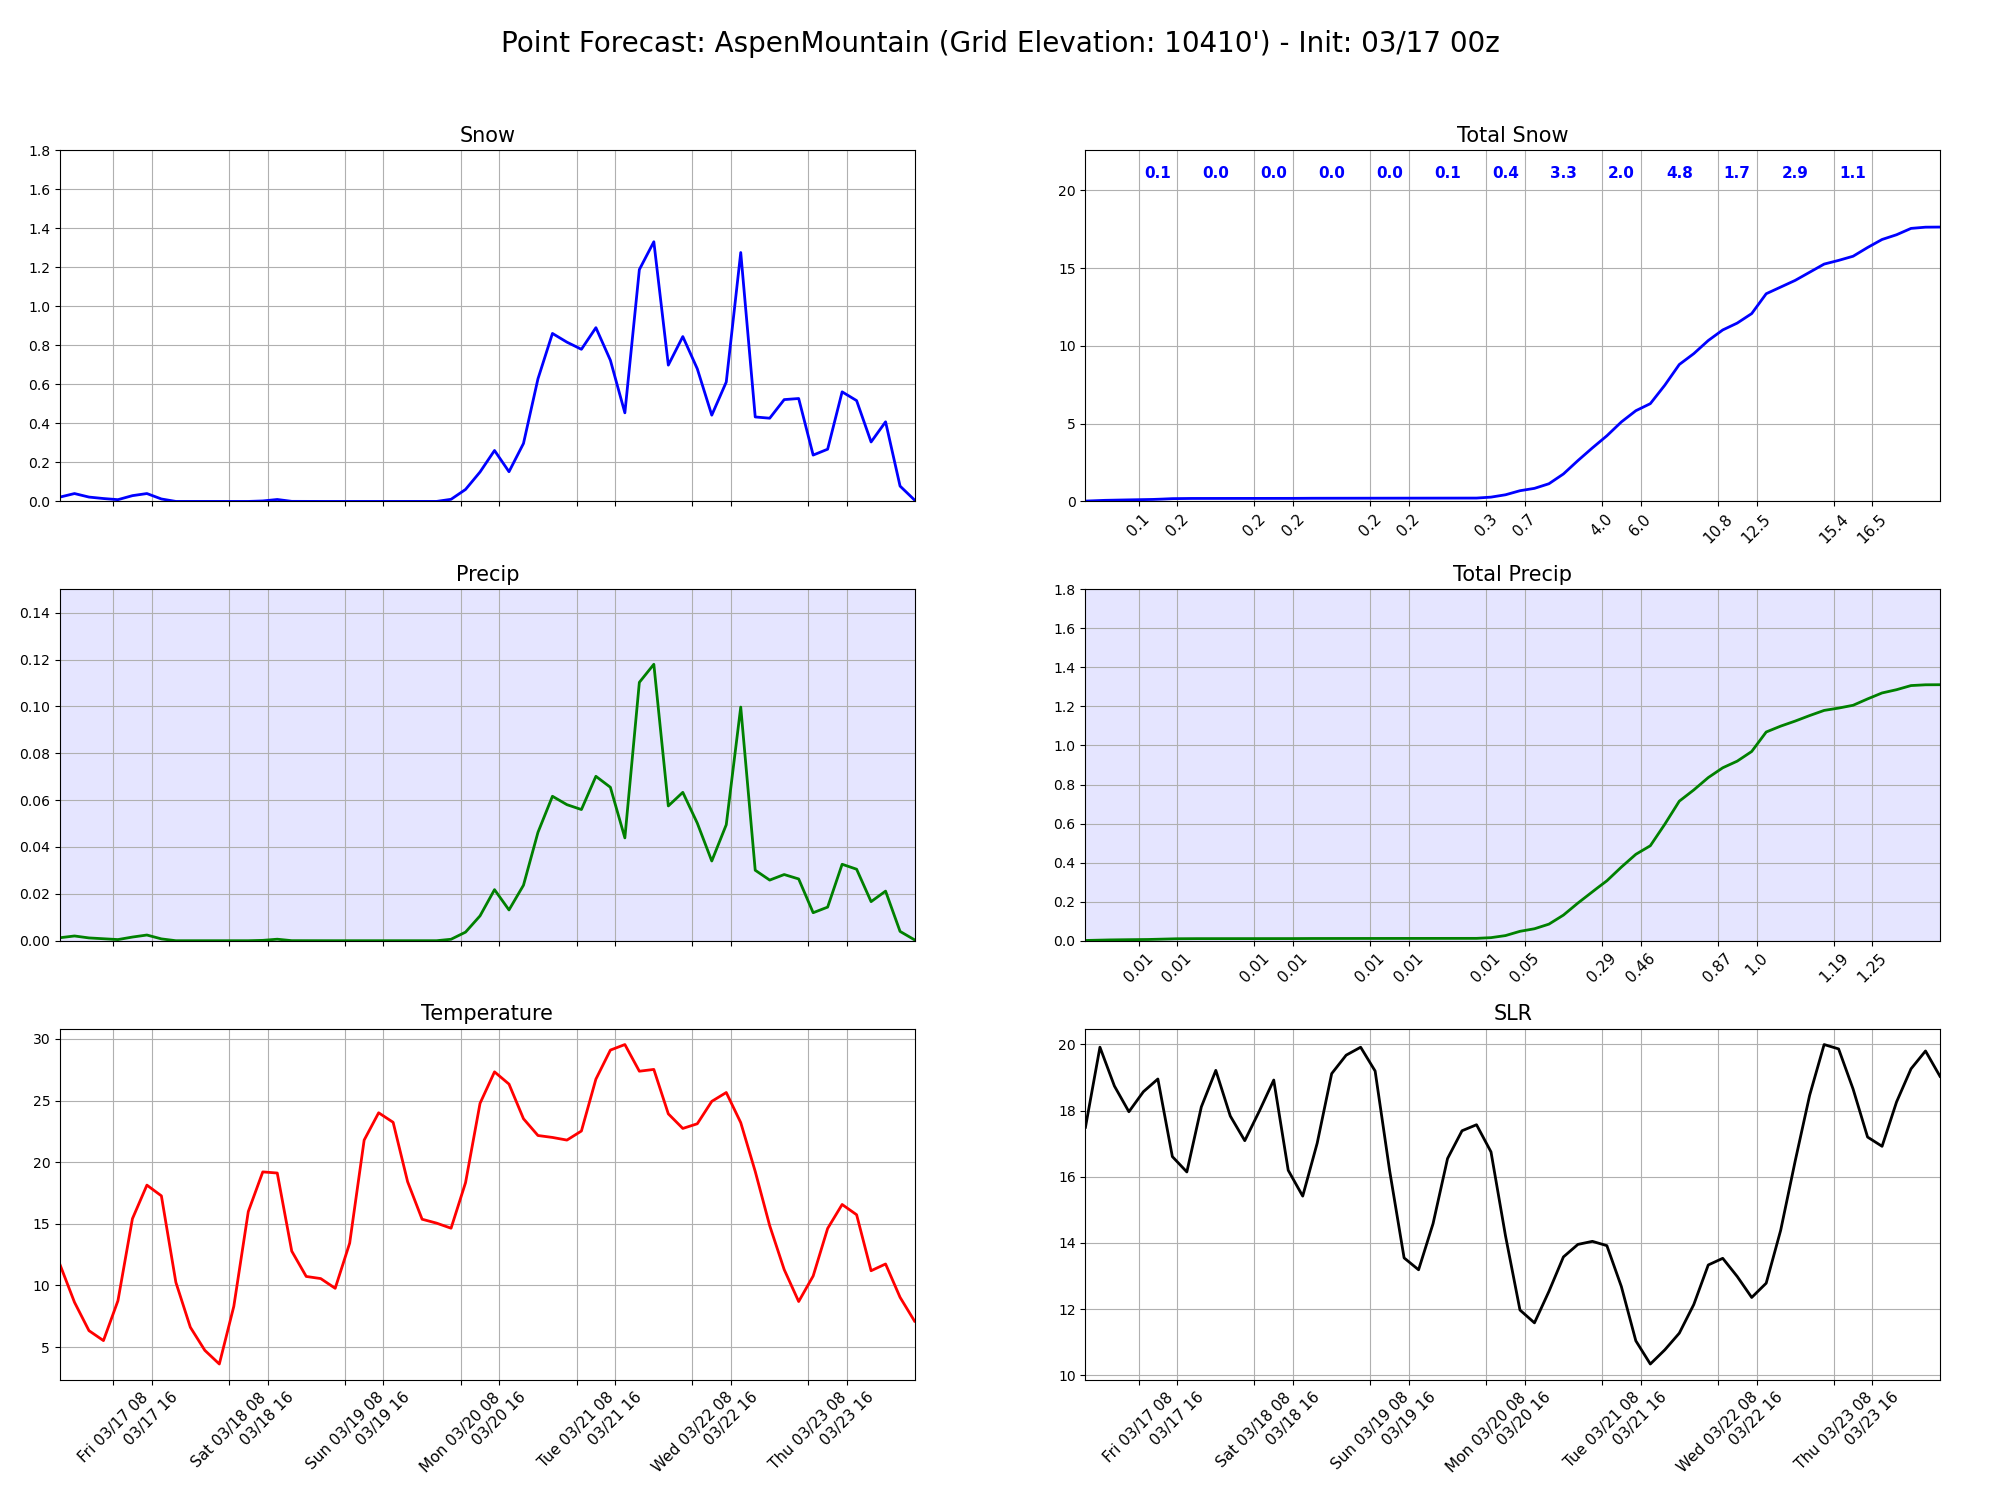 Point Forecast: AspenMountain (Grid Elevation: 10410') - Init: 03/17 00z
Snow
1.8
1.6
1.4
1.2
1.0
0.8
0.6
0.4
0.2
0.0
Total Snow
0.1 0.0 0.0 0.0 0.0 0.1 0.4 3.3 2.0 4.8 1.7 2.9 1.1
20
15
10
5
0
0.1 0.2 0.2 0.2 0.2 0.2 0.3 0.7 4.0 6.0 10.8 12.5 15.4 16.5
Precip
0.14
0.12
0.10
0.08
0.06
0.04
0.02
0.00
Total Precip
1.8
1.6
1.4
1.2
1.0
0.8
0.6
0.4
0.2
0.0
0.01 0.01 0.01 0.01 0.01 0.01 0.01 0.05 0.29 0.46 0.87 1.0 1.19 1.25
Temperature
30
25
20
15
10
5
Fri 03/17 08
03/17 16
Sat 03/18 08
03/18 16
Sun 03/19 08
03/19 16
Mon 03/20 08
03/20 16
Tue 03/21 08
03/21 16
Wed 03/22 08
03/22 16
Thu 03/23 08
03/23 16
SLR
20
18
16
14
12
10
Fri 03/17 08
03/17 16
Sat 03/18 08
03/18 16
Sun 03/19 08
03/19 16
Mon 03/20 08
03/20 16
Tue 03/21 08
03/21 16
Wed 03/22 08
03/22 16
Thu 03/23 08
03/23 16